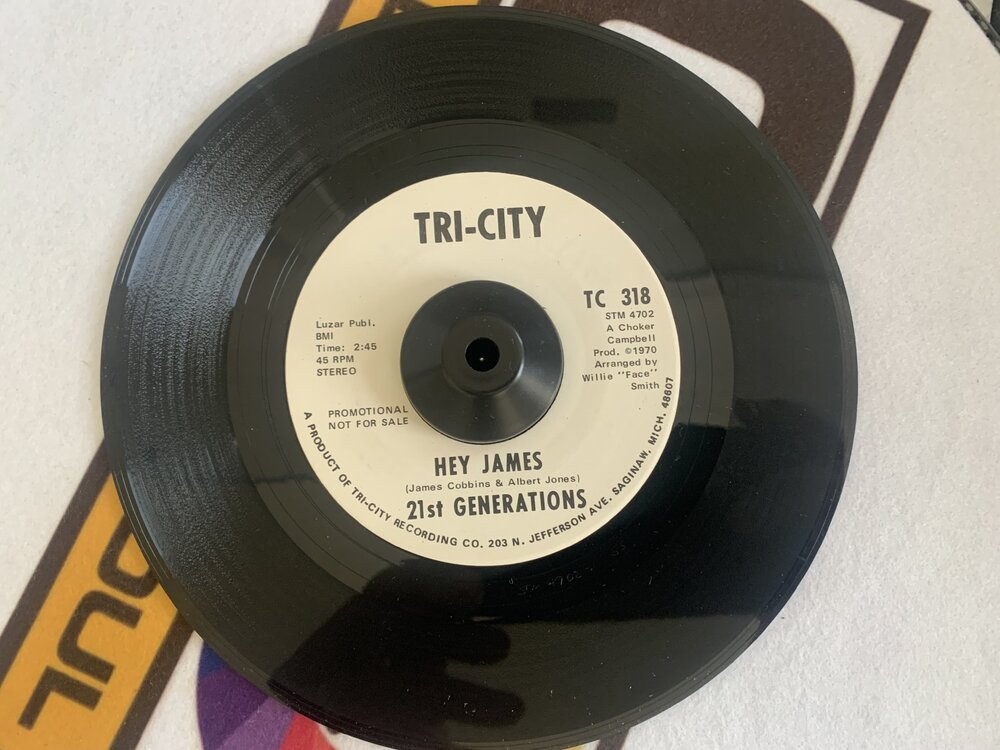 TRI-CITY
TC 318
STM 4702
A Choker
Campbell
Prod. ©1970
Arranged by
Willie "Face"
Smith
Luzar Publ.
BMI
Time: 2:45
45 RPM
STEREO
PROMOTIONAL
NOT FOR SALE
HEY JAMES
(James Cobbins & Albert Jones)
21st GENERATIONS
A PRODUCT OF TRI-CITY RECORDING CO. 203 N. JEFFERSON AVE. SAGINAW, MICH. 48607
OUL